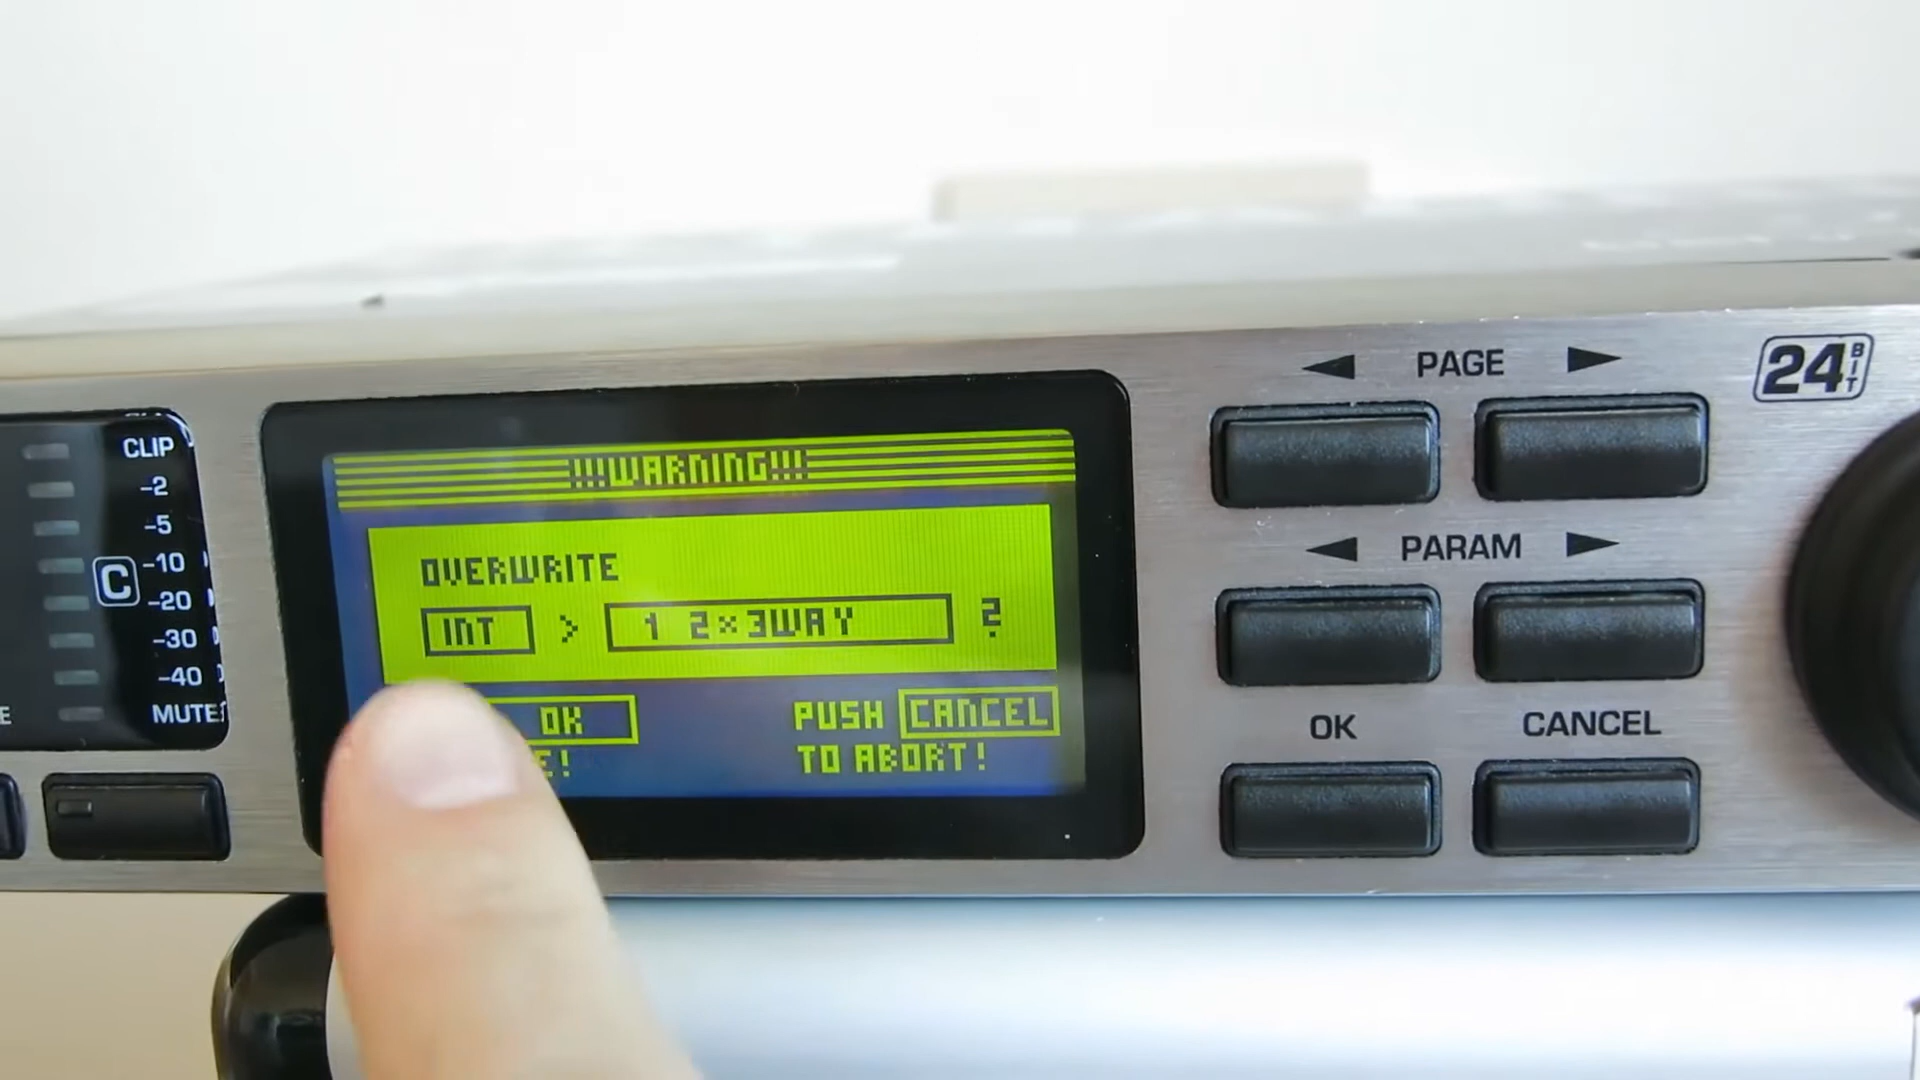 CLIP
-2
-5
-10
C
-20
-30
-40
MUTE
!!!WARNING!!!
OVERWRITE
INT > 1 2×3WAY ?
OK
E!
PUSH CANCEL
TO ABORT!
PAGE
PARAM
OK CANCEL
24 BIT